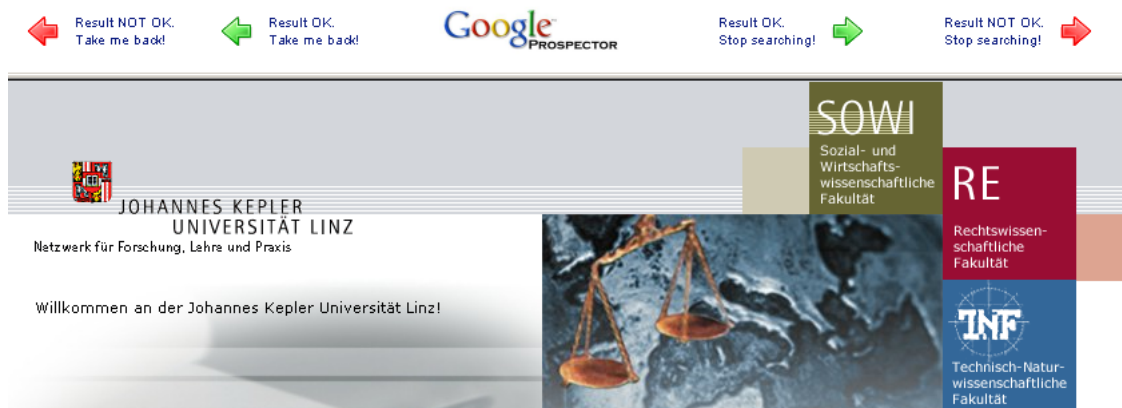 Result NOT OK.
Take me back!
Result OK.
Take me back!
Google
PROSPECTOR
Result OK.
Stop searching!
Result NOT OK.
Stop searching!
SOWI
Sozial- und
Wirtschafts-
wissenschaftliche
Fakultät
RE
Rechtswissen-
schaftliche
Fakultät
JOHANNES KEPLER
UNIVERSITÄT LINZ
Netzwerk für Forschung, Lehre und Praxis
Willkommen an der Johannes Kepler Universität Linz!
INF
Technisch-Natur-
wissenschaftliche
Fakultät